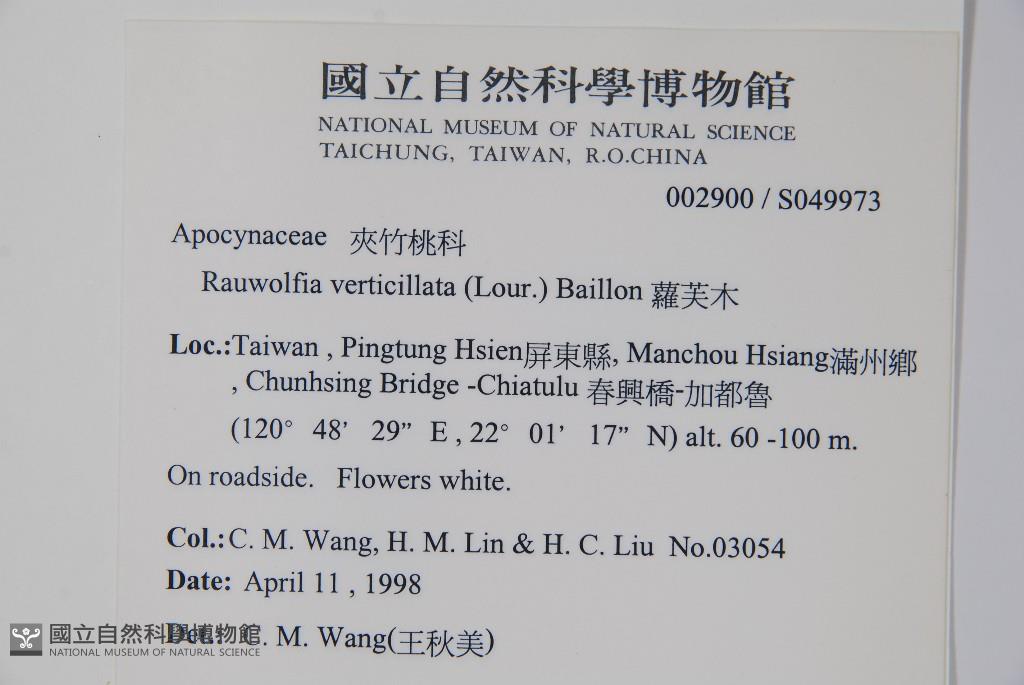 國立自然科學博物館
NATIONAL MUSEUM OF NATURAL SCIENCE
TAICHUNG, TAIWAN, R.O.CHINA
002900 / S049973
Apocynaceae 夾竹桃科
Rauwolfia verticillata (Lour.) Baillon 蘿芙木
Loc.:Taiwan , Pingtung Hsien屏東縣, Manchou Hsiang滿州鄉
, Chunhsing Bridge -Chiatulu 春興橋-加都魯
(120° 48’ 29” E , 22° 01’ 17” N) alt. 60 -100 m.
On roadside. Flowers white.
Col.:C. M. Wang, H. M. Lin & H. C. Liu No.03054
Date: April 11 , 1998
Det.: C. M. Wang(王秋美)
國立自然科學博物館
NATIONAL MUSEUM OF NATURAL SCIENCE